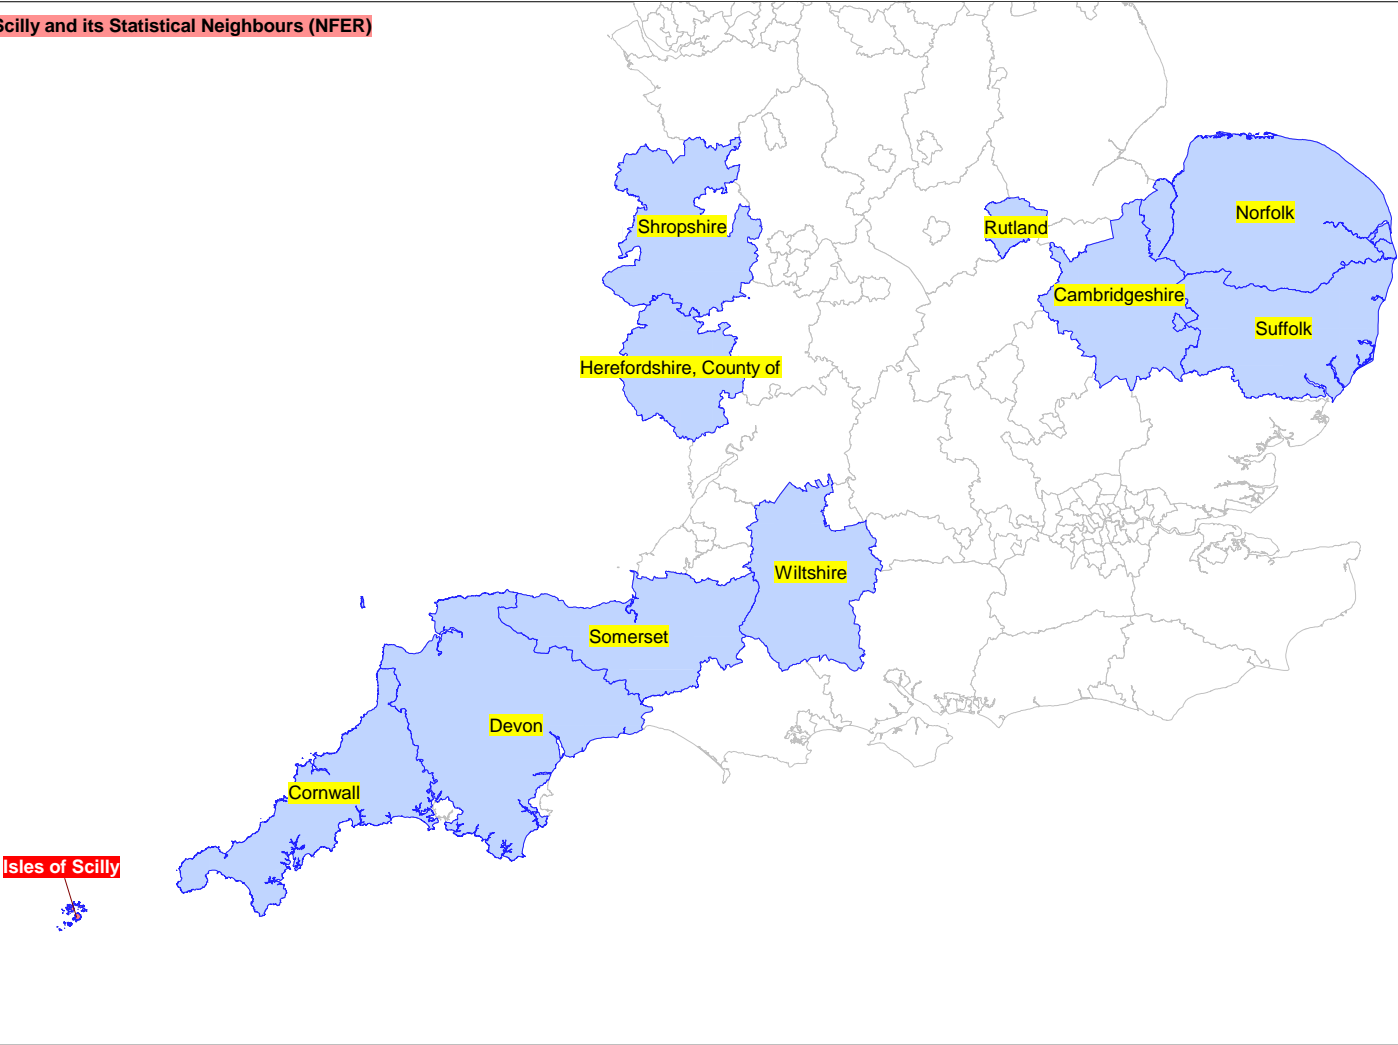 Scilly and its Statistical Neighbours (NFER)
Norfolk
Shropshire
Rutland
Cambridgeshire
Suffolk
Herefordshire, County of
Wiltshire
Somerset
Devon
Cornwall
Isles of Scilly